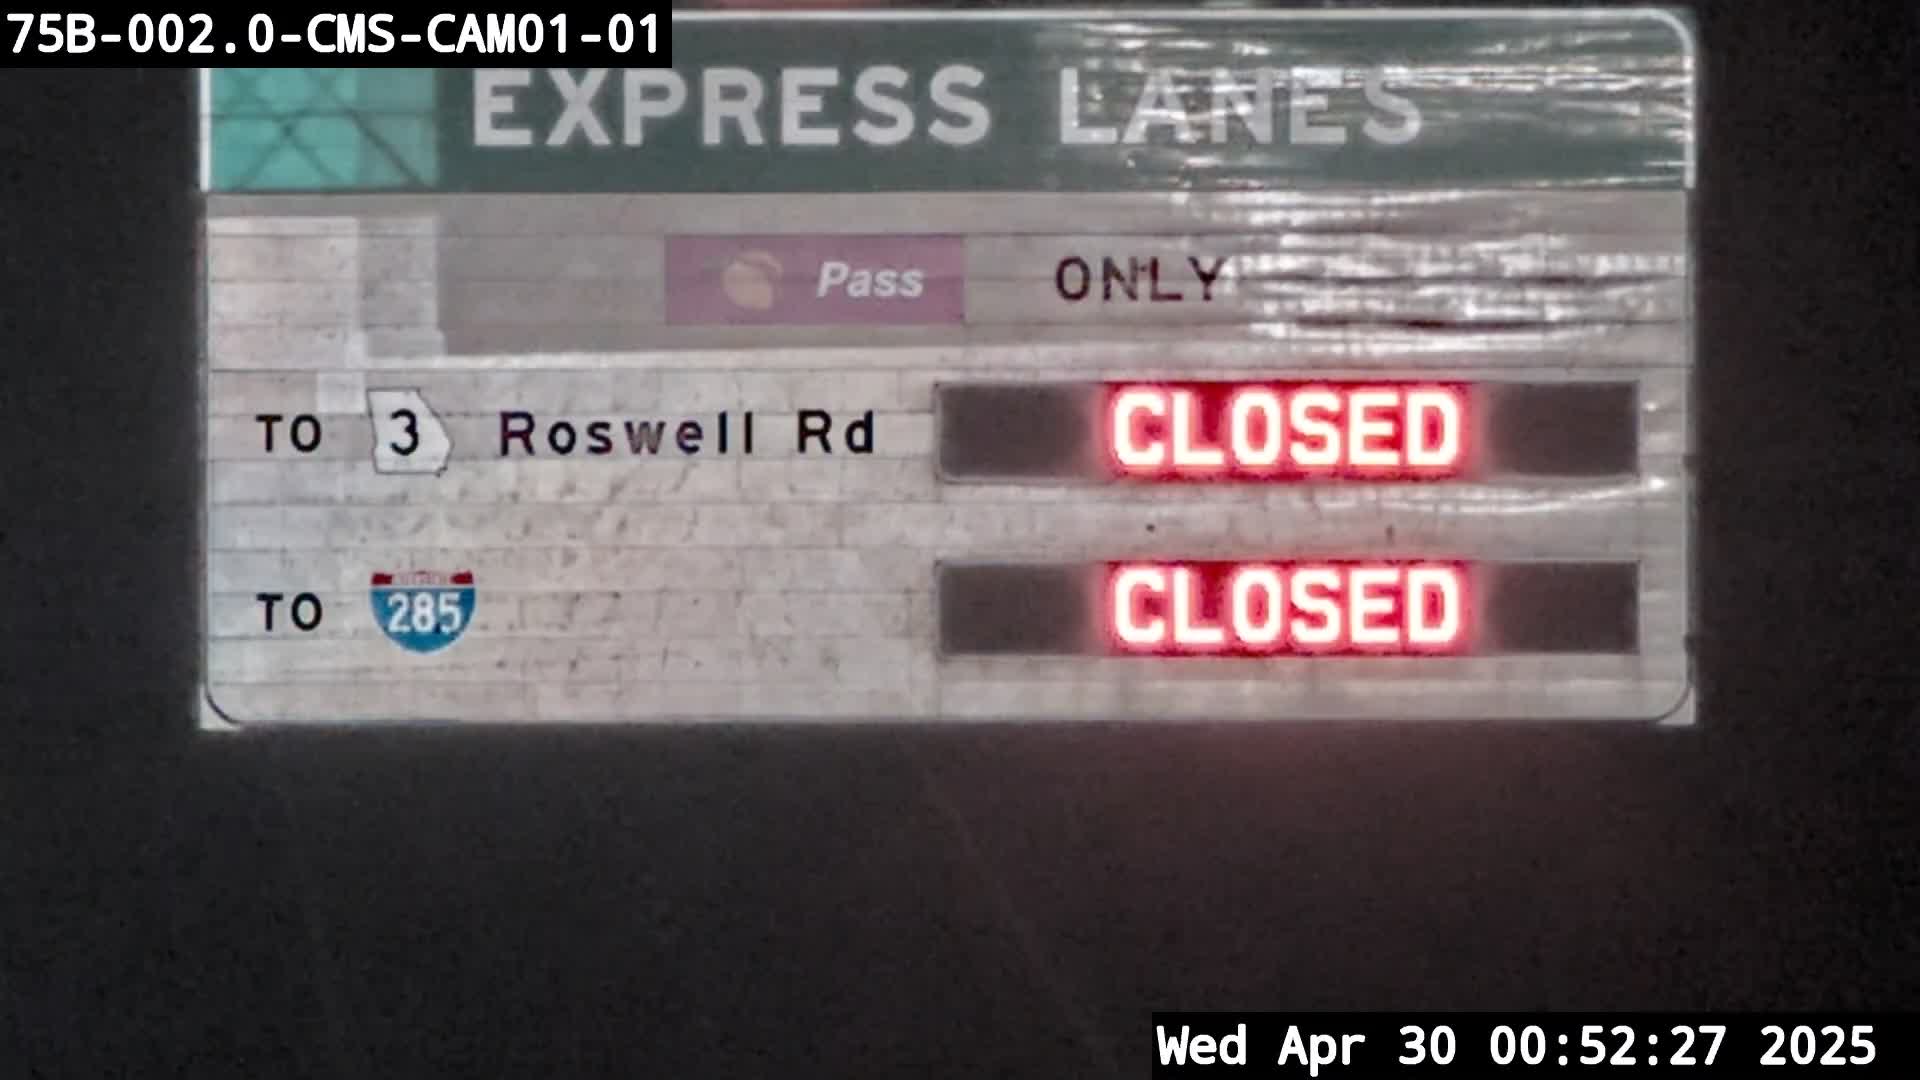 75B-002.0-CMS-CAM01-01
EXPRESS LANES
Pass ONLY
TO 3 Roswell Rd CLOSED
TO 285 CLOSED
Wed Apr 30 00:52:27 2025